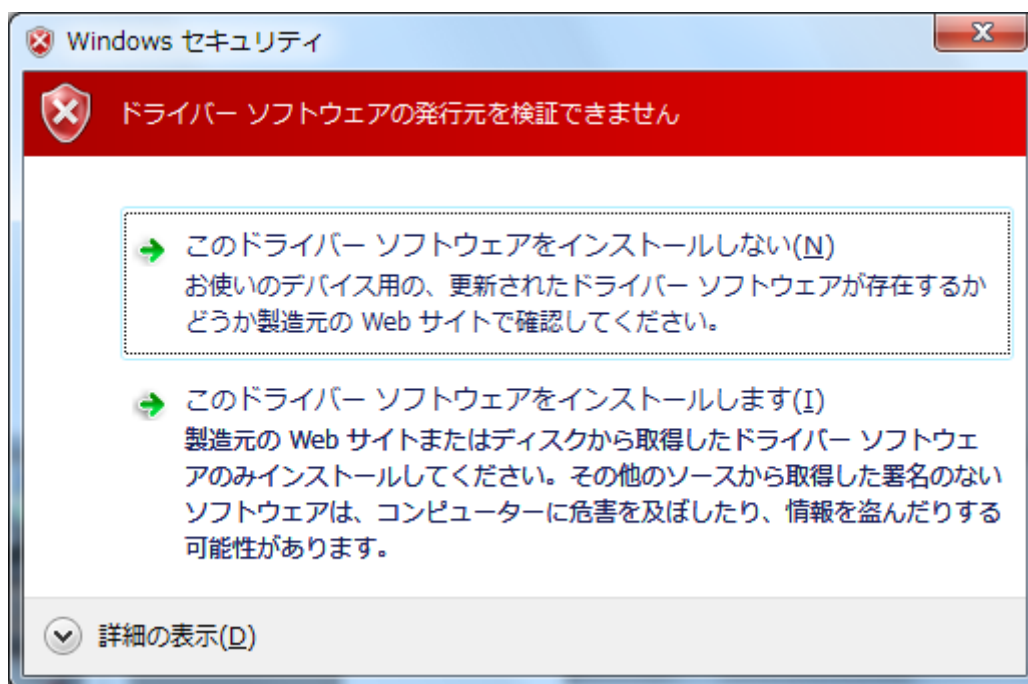 Windows セキュリティ
ドライバー ソフトウェアの発行元を検証できません
このドライバー ソフトウェアをインストールしない(N)
お使いのデバイス用の、更新されたドライバー ソフトウェアが存在するか
どうか製造元の Web サイトで確認してください。
このドライバー ソフトウェアをインストールします(I)
製造元の Web サイトまたはディスクから取得したドライバー ソフトウェ
アのみインストールしてください。その他のソースから取得した署名のない
ソフトウェアは、コンピューターに危害を及ぼしたり、情報を盗んだりする
可能性があります。
詳細の表示(D)